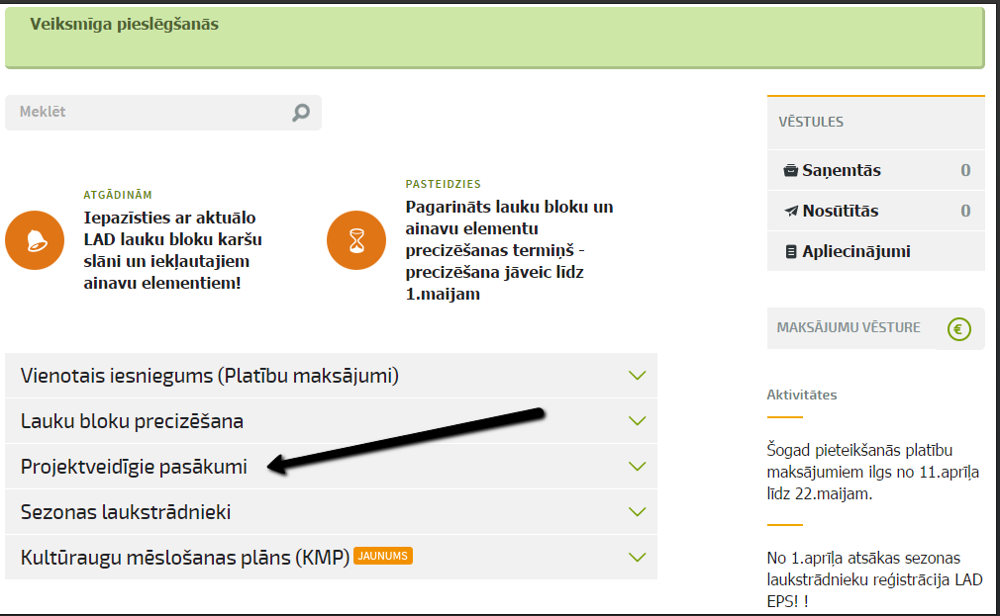 Veiksmīga pieslēgšanās
Meklēt
ATGĀDINĀM
Iepazīsties ar aktuālo
LAD lauku bloku karšu
slāni un iekļautajiem
ainavu elementiem!
PASTEIDZIES
Pagarināts lauku bloku un
ainavu elementu
precizēšanas termiņš -
precizēšana jāveic līdz
1.maijam
Vienotais iesniegums (Platību maksājumi)
Lauku bloku precizēšana
Projektveidīgie pasākumi
Sezonas laukstrādnieki
Kultūraugu mēslošanas plāns (KMP) JAUNUMS
VĒSTULES
Saņemtās 0
Nosūtītās 0
Apliecinājumi
MAKSĀJUMU VĒSTURE €
Aktivitātes
Šogad pieteikšanās platību
maksājumiem ilgs no 11.aprīļa
līdz 22.maijam.
No 1.aprīļa atsākas sezonas
laukstrādnieku reģistrācija LAD
EPS! !